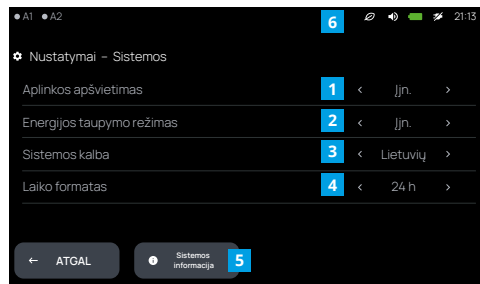 A1 A2 6 21:13
Nustatymai – Sistemos
Aplinkos apšvietimas 1 < Įjn. >
Energijos taupymo režimas 2 < Įjn. >
Sistemos kalba 3 < Lietuvių >
Laiko formatas 4 < 24 h >
← ATGAL
Sistemos
informacija 5